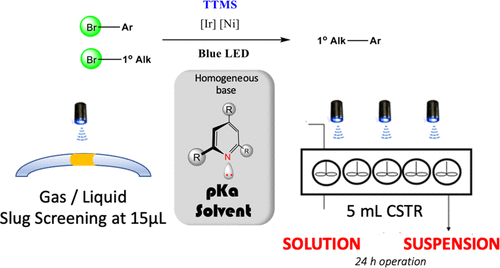 TTMS
Br Ar
[Ir] [Ni]
Br 1° Alk
Blue LED
1° Alk Ar
Homogeneous
base
R
R
R
N
pKa
Solvent
Gas / Liquid
Slug Screening at 15µL
5 mL CSTR
SOLUTION
SUSPENSION
24 h operation